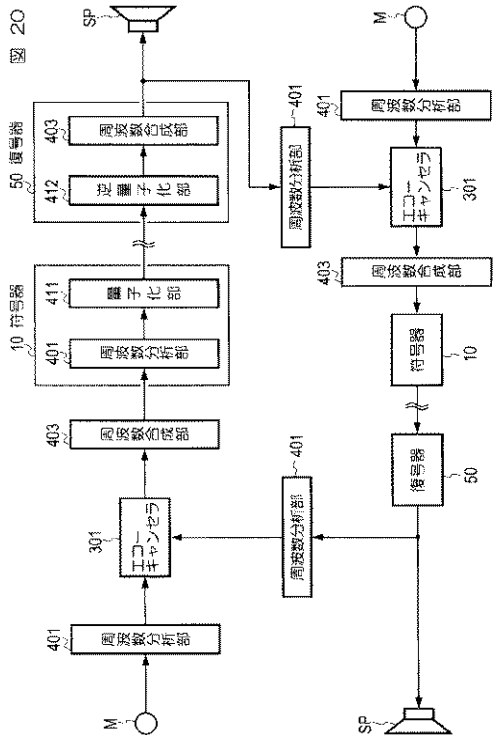 図 20
M
401
周波数分析部
301
エコー
キャンセラ
403
周波数合成部
10 符号器
401
周波数分析部
411
量子化部
50 復号器
412
逆量子化部
403
周波数合成部
SP
401
周波数分析部
401
周波数分析部
SP
復号器
50
符号器
10
403
周波数合成部
エコー
キャンセラ
301
401
周波数分析部
M